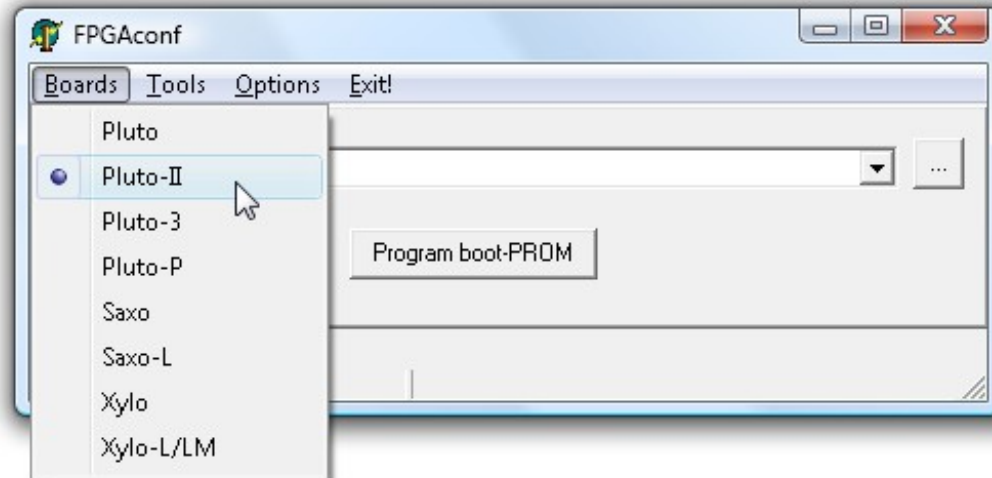 FPGAconf
Boards Tools Options Exit!
Pluto
Pluto-II
...
Pluto-3
Program boot-PROM
Pluto-P
Saxo
Saxo-L
Xylo
Xylo-L/LM